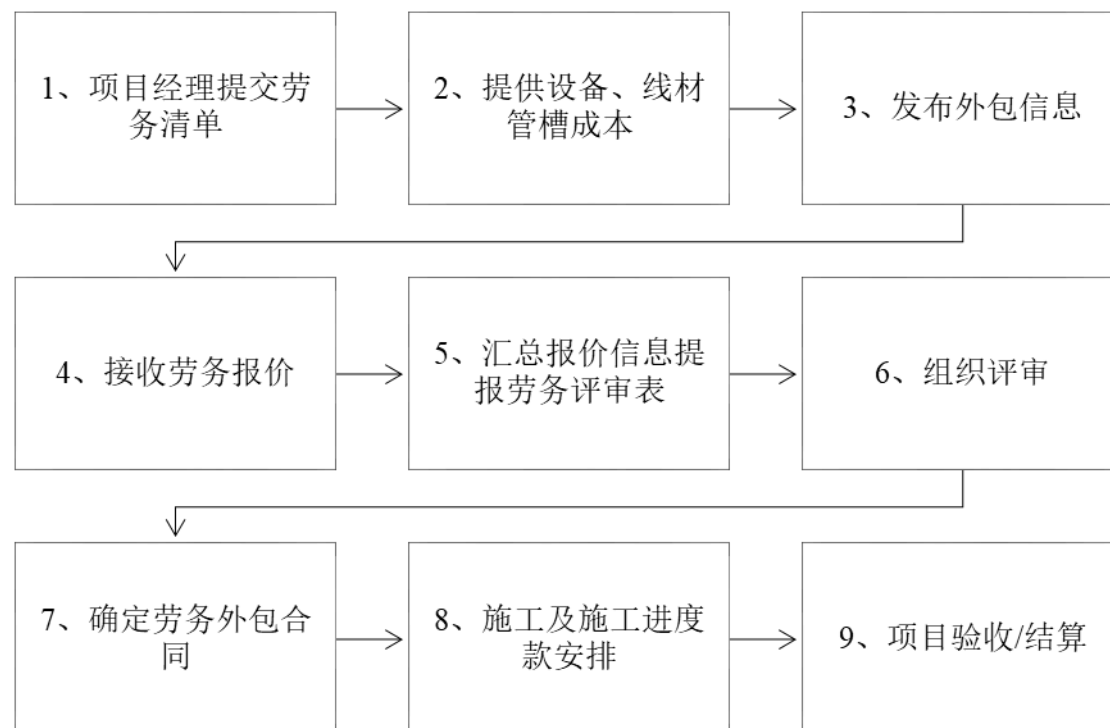 1、项目经理提交劳
务清单
2、提供设备、线材
管槽成本
3、发布外包信息
4、接收劳务报价
5、汇总报价信息提
报劳务评审表
6、组织评审
7、确定劳务外包合
同
8、施工及施工进度
款安排
9、项目验收/结算